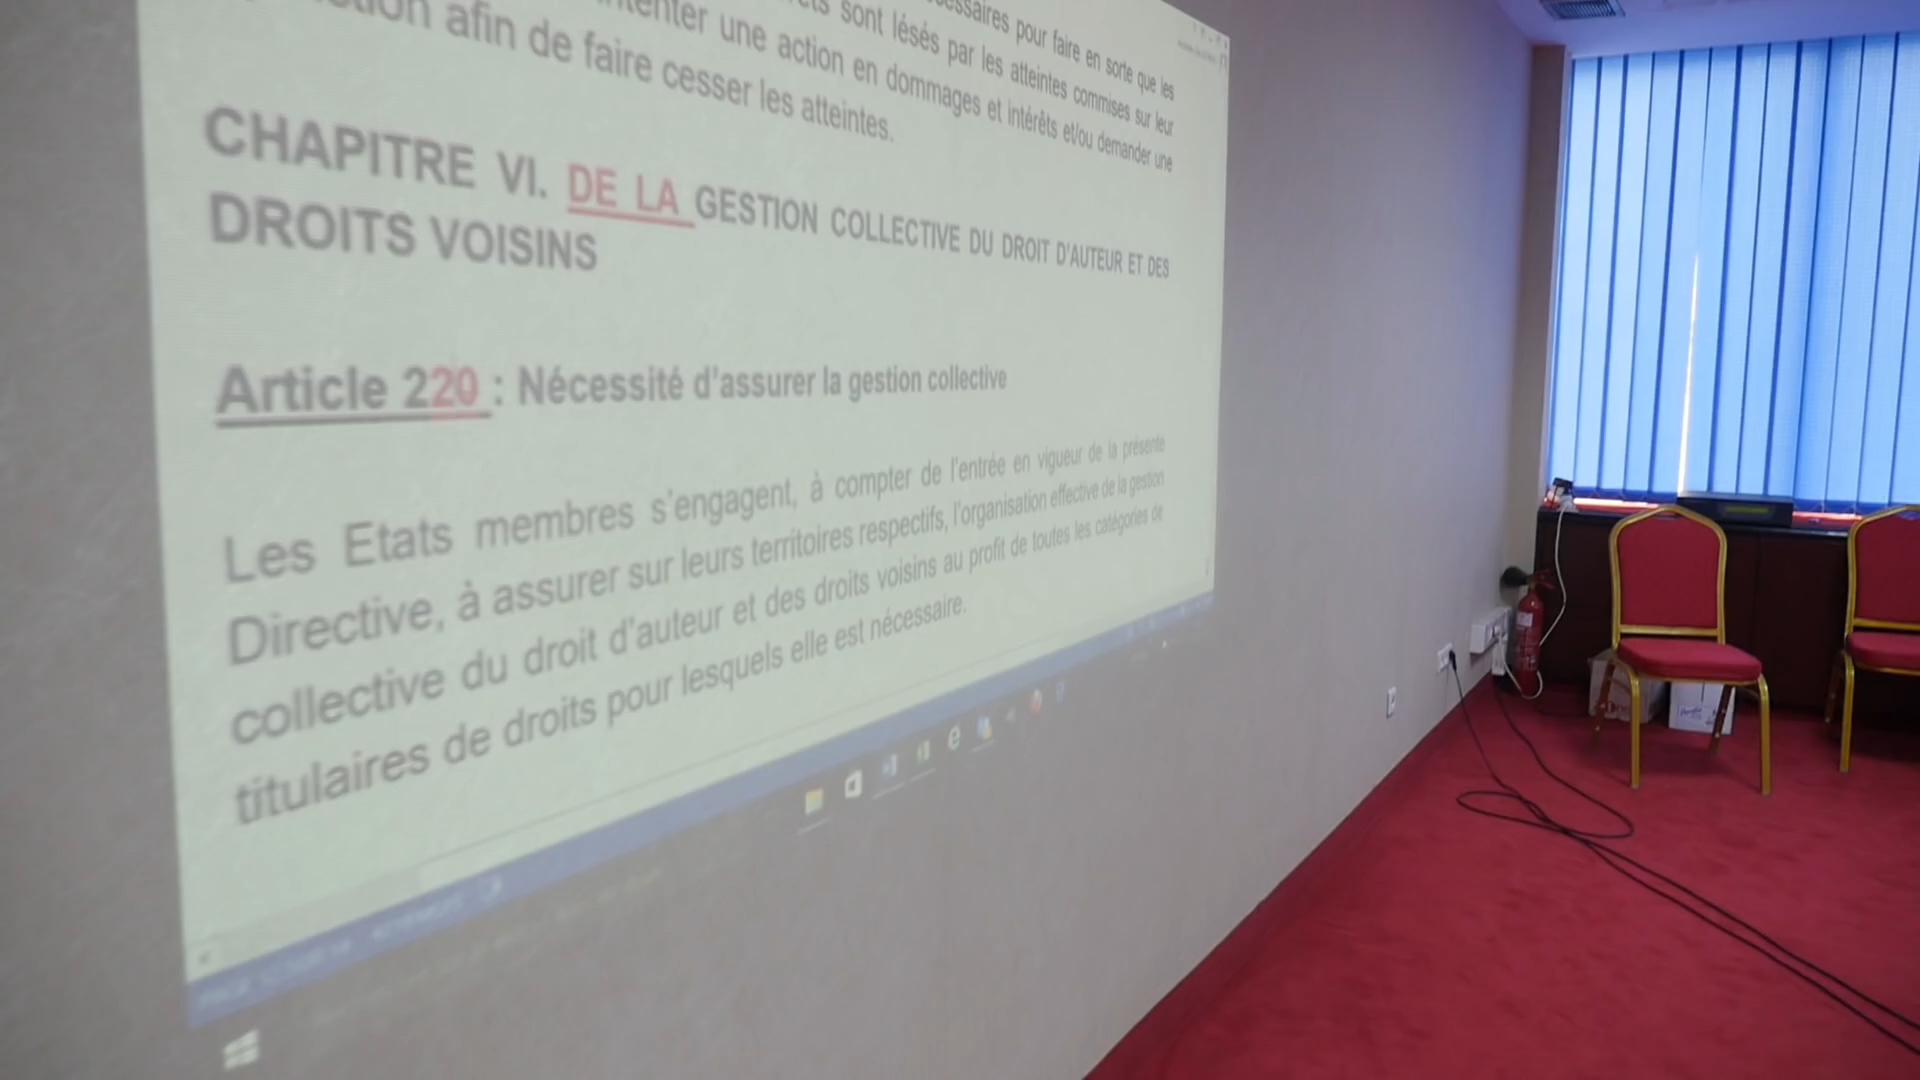 cessaires pour faire en sorte que les
sont lésés par les atteintes commises sur leur
intenter une action en dommages et intérêts et/ou demander une
afin de faire cesser les atteintes.
CHAPITRE VI. DE LA GESTION COLLECTIVE DU DROIT D'AUTEUR ET DES
DROITS VOISINS
Article 220 : Nécessité d'assurer la gestion collective
Les Etats membres s'engagent, à compter de l'entrée en vigueur de la présente
Directive, à assurer sur leurs territoires respectifs, l'organisation effective de la gestion
collective du droit d'auteur et des droits voisins au profit de toutes les catégories de
titulaires de droits pour lesquels elle est nécessaire.